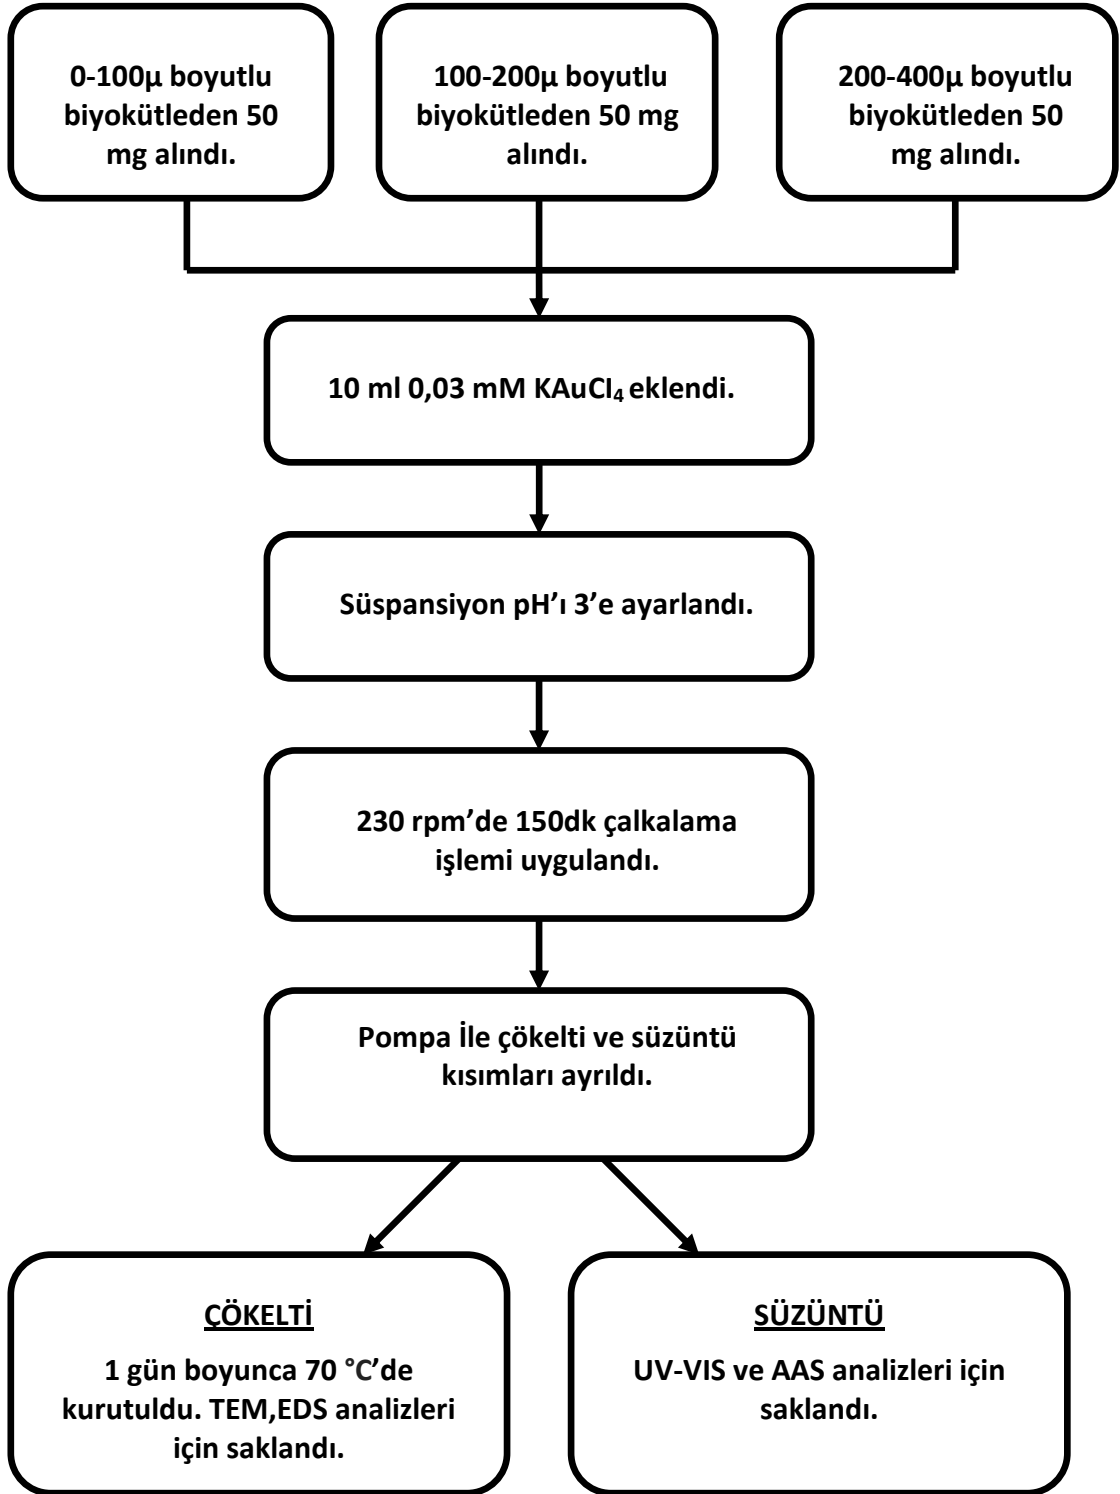 0-100µ boyutlu
biyokütleden 50
mg alındı.
100-200µ boyutlu
biyokütleden 50 mg
alındı.
200-400µ boyutlu
biyokütleden 50
mg alındı.
10 ml 0,03 mM KAuCI₄ eklendi.
Süspansiyon pH’ı 3’e ayarlandı.
230 rpm’de 150dk çalkalama
işlemi uygulandı.
Pompa İle çökelti ve süzüntü
kısımları ayrıldı.
ÇÖKELTİ
1 gün boyunca 70 °C’de
kurutuldu. TEM,EDS analizleri
için saklandı.
SÜZÜNTÜ
UV-VIS ve AAS analizleri için
saklandı.